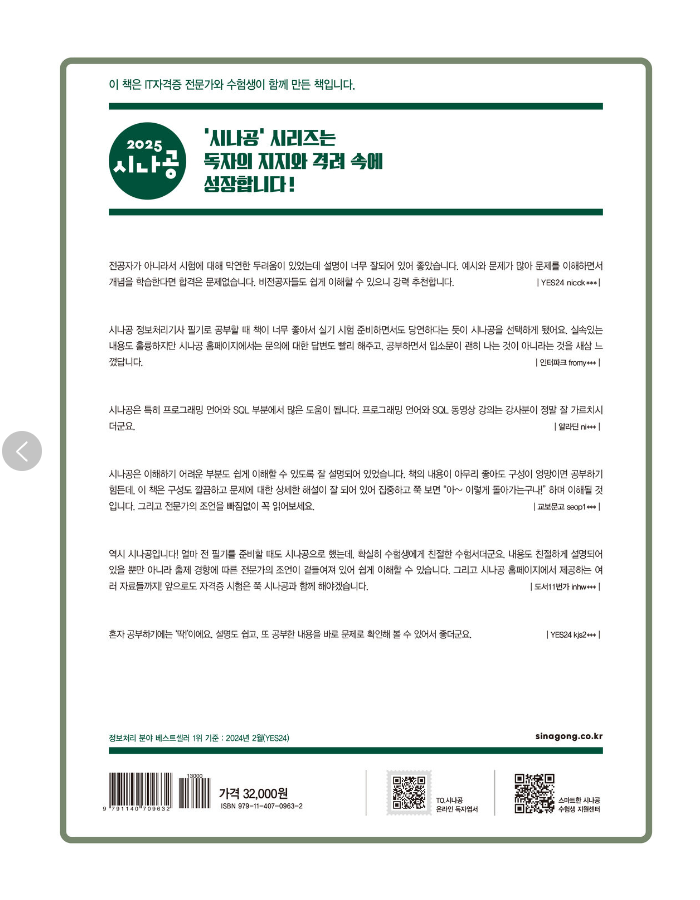 이 책은 IT자격증 전문가와 수험생이 함께 만든 책입니다.
2025
시나공
'시나공' 시리즈는
독자의 지지와 격려 속에
성장합니다!
전공자가 아니라서 시험에 대해 막연한 두려움이 있었는데 설명이 너무 잘되어 있어 좋았습니다. 예시와 문제가 많아 문제를 이해하면서
개념을 학습한다면 합격은 문제없습니다. 비전공자들도 쉽게 이해할 수 있으니 강력 추천합니다. | YES24 nicck*** |
시나공 정보처리기사 필기로 공부할 때 책이 너무 좋아서 실기 시험 준비하면서도 당연하다는 듯이 시나공을 선택하게 됐어요. 실속있는
내용도 훌륭하지만 시나공 홈페이지에서는 문의에 대한 답변도 빨리 해주고, 공부하면서 입소문이 괜히 나는 것이 아니라는 것을 새삼 느
꼈답니다. | 인터파크 fromy*** |
시나공은 특히 프로그래밍 언어와 SQL 부분에서 많은 도움이 됩니다. 프로그래밍 언어와 SQL 동영상 강의는 강사분이 정말 잘 가르치시
더군요. | 알라딘 ni*** |
시나공은 이해하기 어려운 부분도 쉽게 이해할 수 있도록 잘 설명되어 있었습니다. 책의 내용이 아무리 좋아도 구성이 엉망이면 공부하기
힘든데, 이 책은 구성도 깔끔하고 문제에 대한 상세한 해설이 잘 되어 있어 집중하고 쭉 보면 "아~ 이렇게 돌아가는구나!" 하며 이해될 것
입니다. 그리고 전문가의 조언을 빠짐없이 꼭 읽어보세요. | 교보문고 seop1*** |
역시 시나공입니다! 얼마 전 필기를 준비할 때도 시나공으로 했는데, 확실히 수험생에게 친절한 수험서더군요. 내용도 친절하게 설명되어
있을 뿐만 아니라 출제 경향에 따른 전문가의 조언이 곁들여져 있어 쉽게 이해할 수 있습니다. 그리고 시나공 홈페이지에서 제공하는 여
러 자료들까지! 앞으로도 자격증 시험은 쭉 시나공과 함께 해야겠습니다. | 도서11번가 inhw*** |
혼자 공부하기에는 '딱!'이에요. 설명도 쉽고, 또 공부한 내용을 바로 문제로 확인해 볼 수 있어서 좋더군요. | YES24 kjs2*** |
정보처리 분야 베스트셀러 1위 기준 : 2024년 2월(YES24)
sinagong.co.kr
13000
9 791140 709632
가격 32,000원
ISBN 979-11-407-0963-2
TO.시나공
온라인 독자엽서
스마트한 시나공
수험생 지원센터